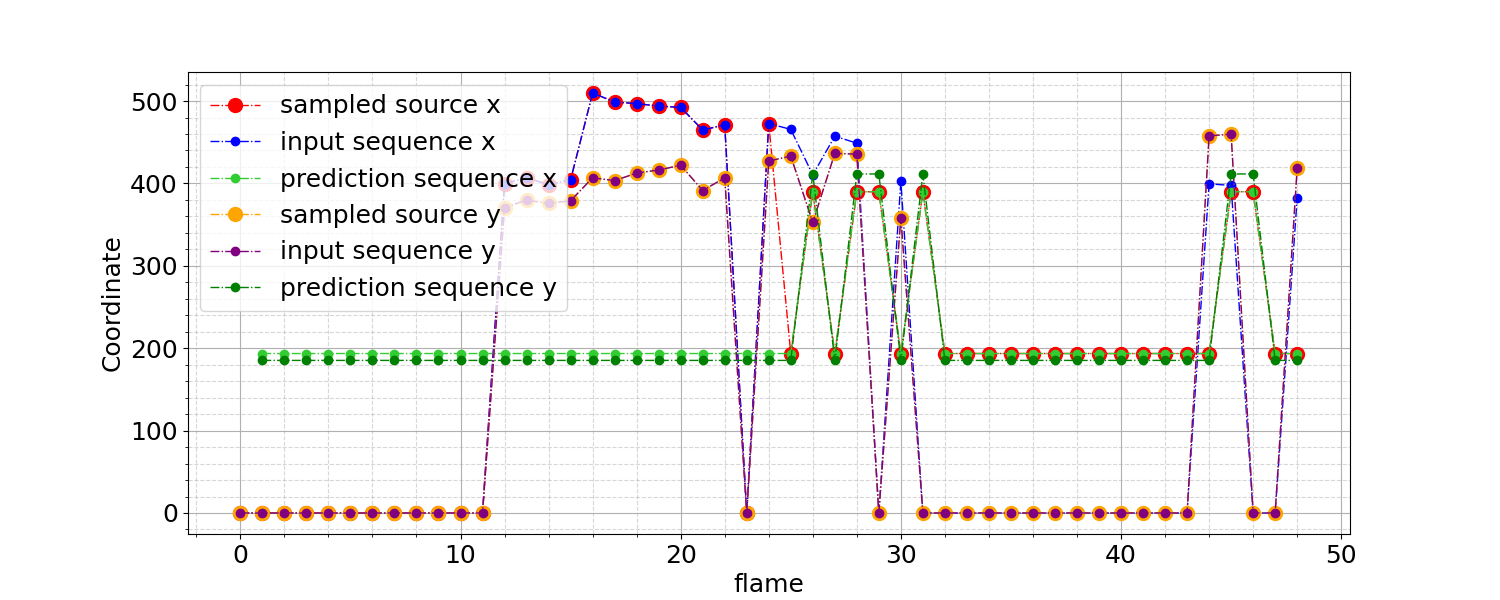 500
400
300
200
100
0
Coordinate
sampled source x
input sequence x
prediction sequence x
sampled source y
input sequence y
prediction sequence y
0 10 20 30 40 50
flame